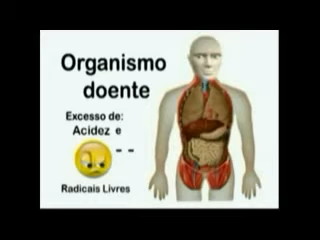 Organismo
doente
Excesso de:
Acidez e
- -
Radicais Livres